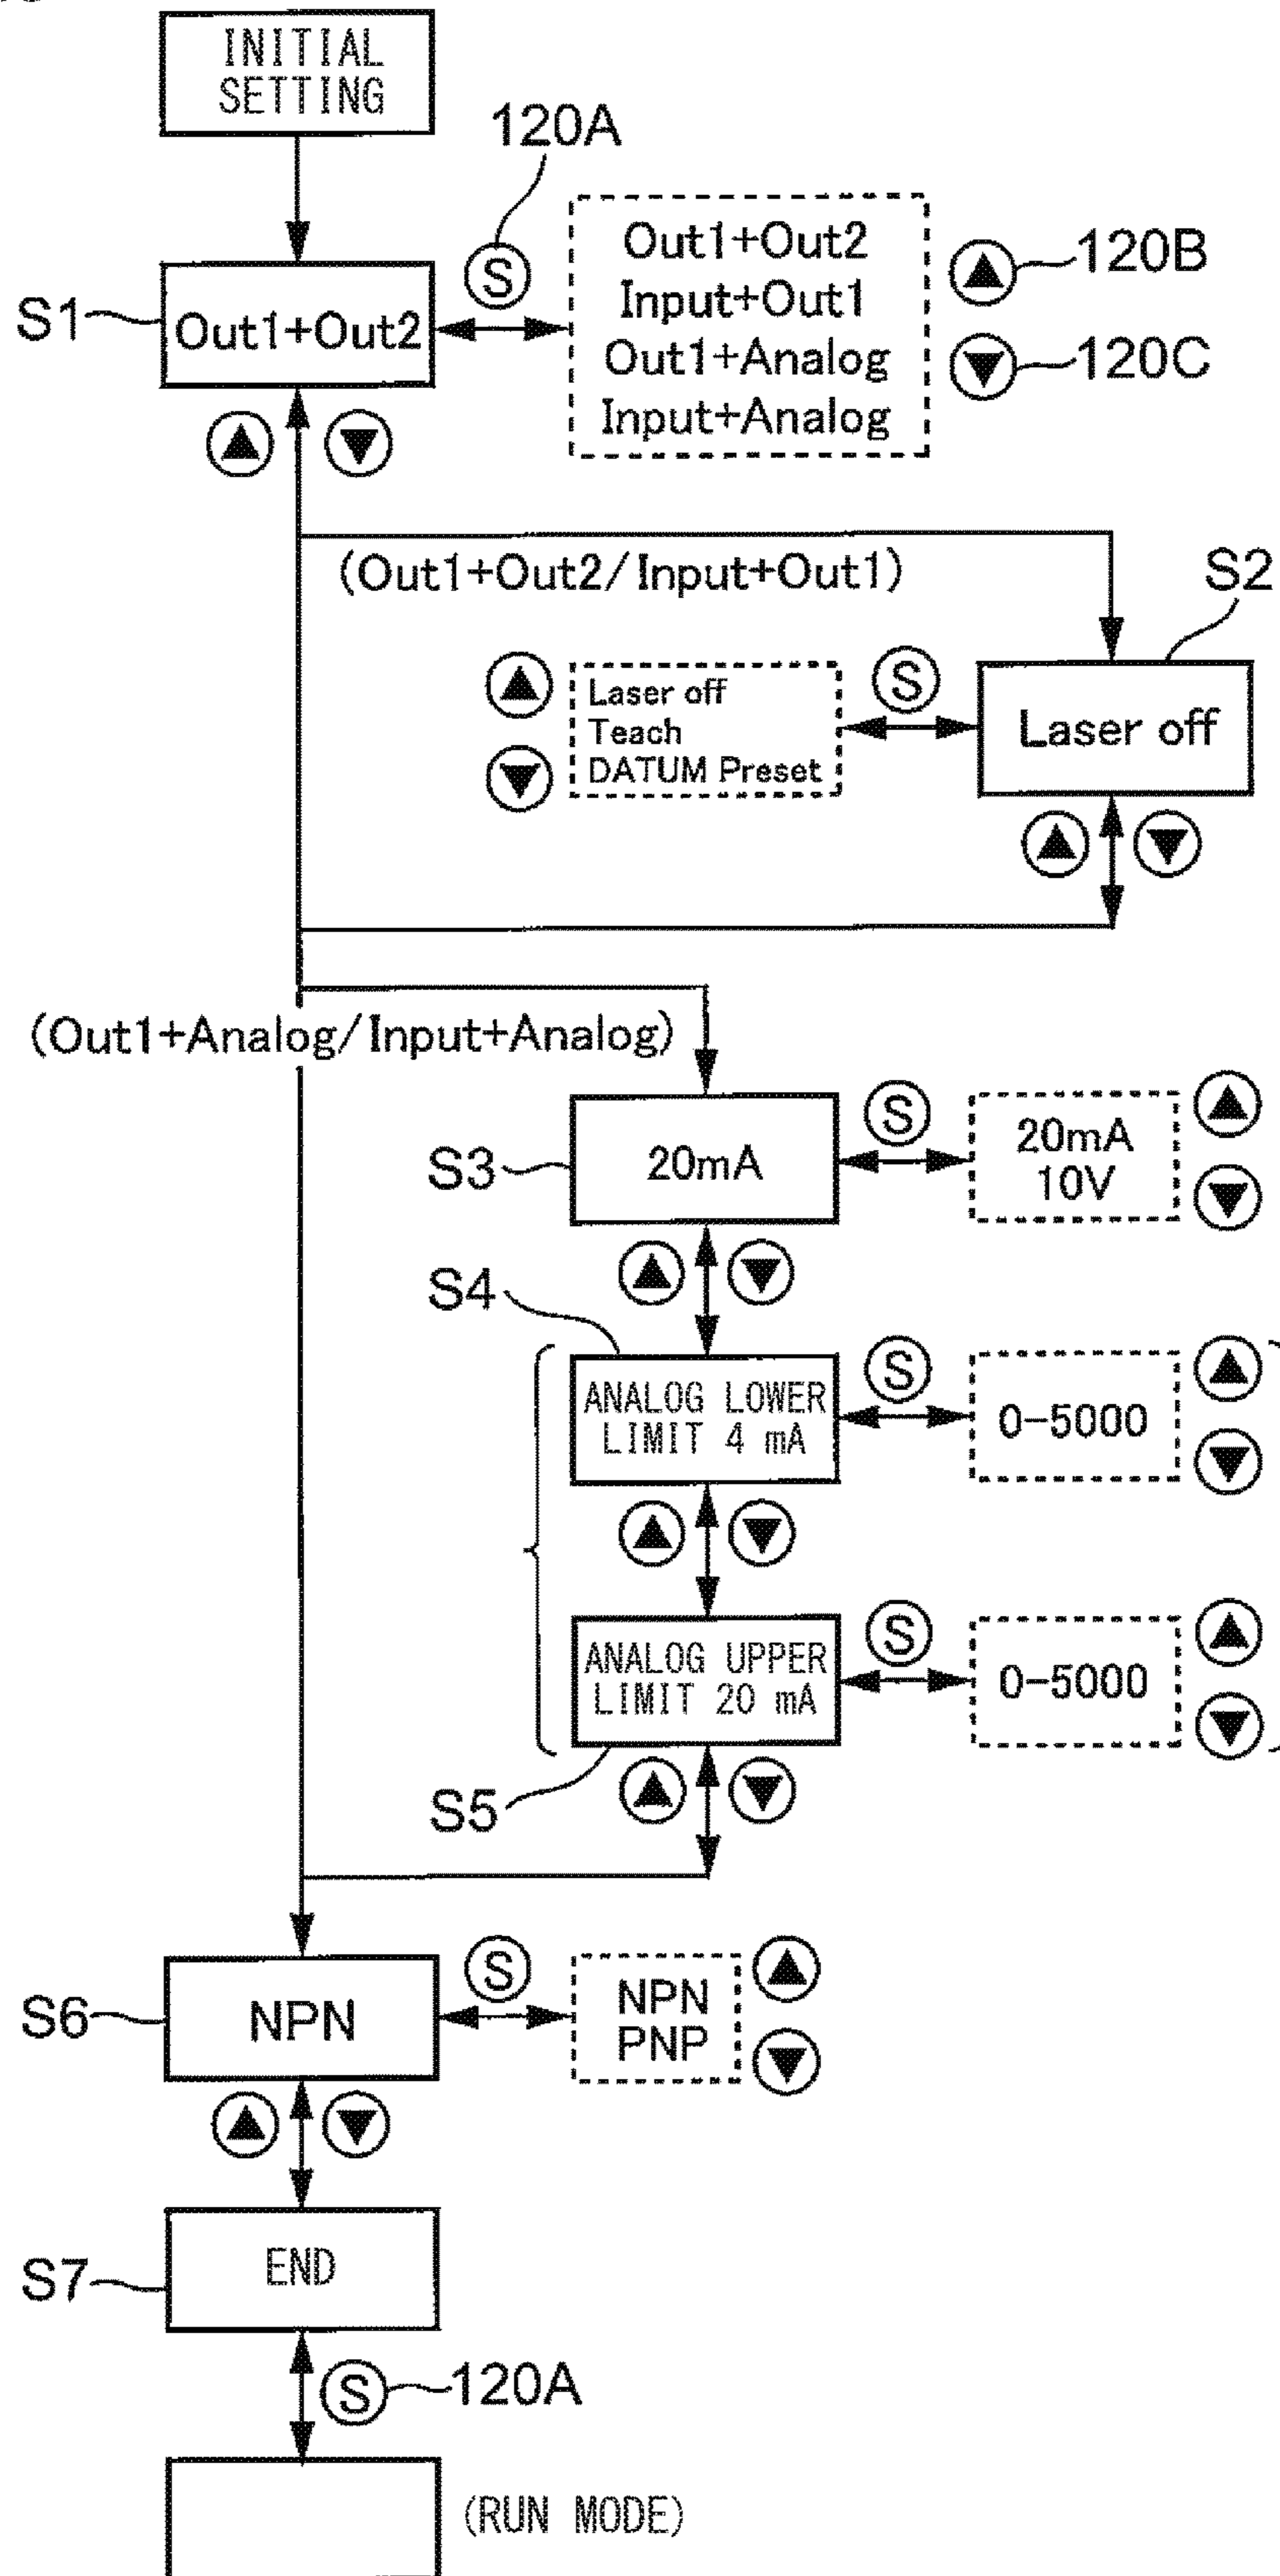 INITIAL
SETTING
120A
S
Out1+Out2
Input+Out1
Out1+Analog
Input+Analog
120B
120C
S1
Out1+Out2
(Out1+Out2/Input+Out1)
S2
Laser off
Teach
DATUM Preset
S
Laser off
(Out1+Analog/Input+Analog)
S3
20mA
S
20mA
10V
S4
ANALOG LOWER
LIMIT 4 mA
S
0-5000
ANALOG UPPER
LIMIT 20 mA
S
0-5000
S5
S6
NPN
S
NPN
PNP
S7
END
S
120A
(RUN MODE)